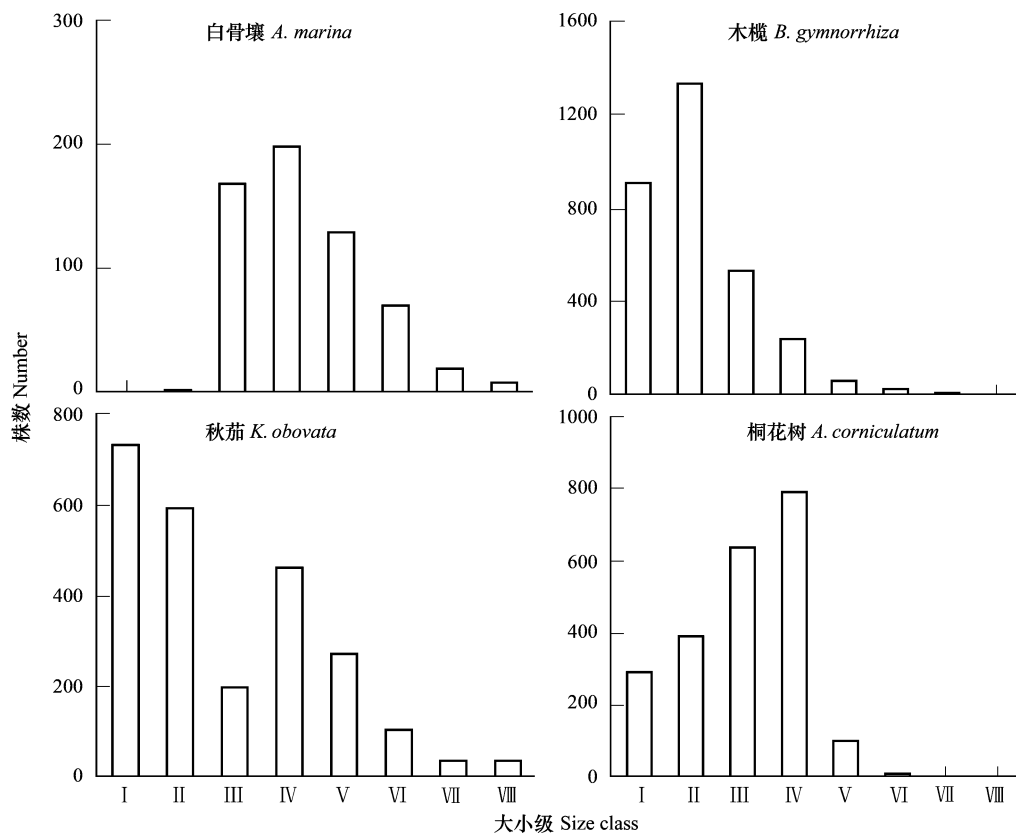 白骨壤 A. marina
300
200
100
0
木榄 B. gymnorrhiza
1600
1200
800
400
0
株数 Number
秋茄 K. obovata
800
600
400
200
0
桐花树 A. corniculatum
1000
800
600
400
200
0
Ⅰ Ⅱ Ⅲ Ⅳ Ⅴ Ⅵ Ⅶ Ⅷ
Ⅰ Ⅱ Ⅲ Ⅳ Ⅴ Ⅵ Ⅶ Ⅷ
大小级 Size class